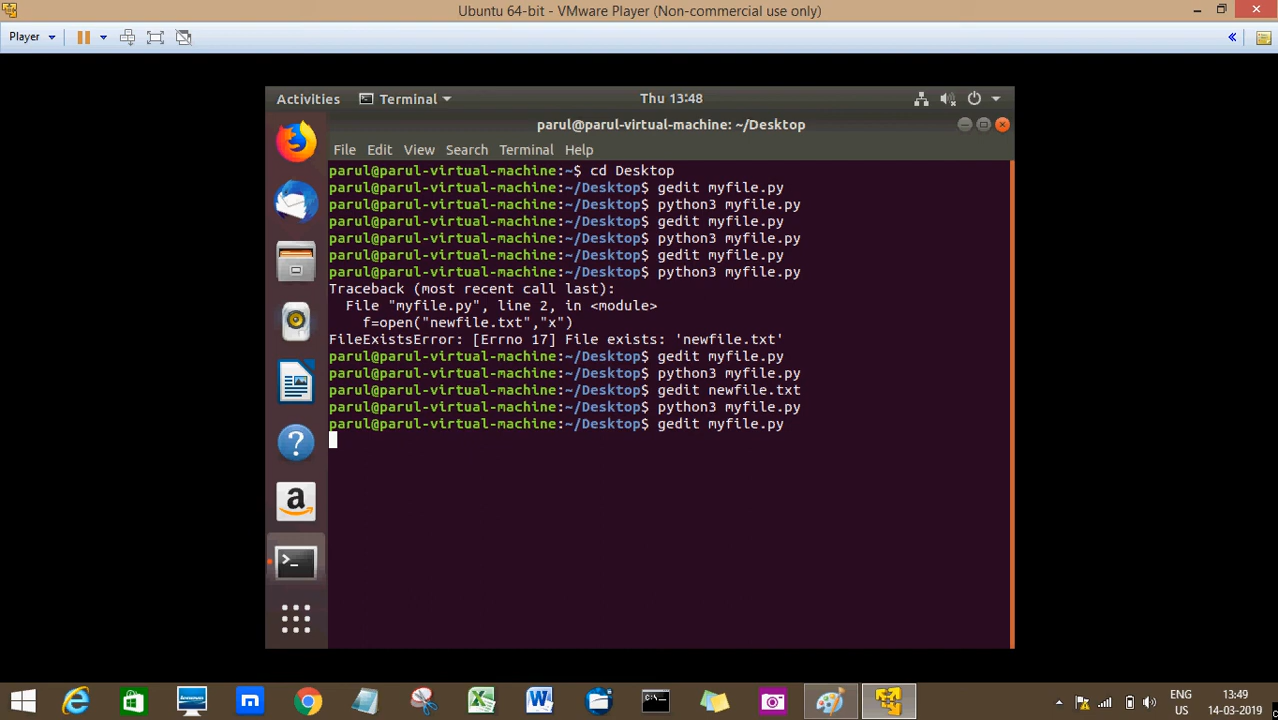 Ubuntu 64-bit - VMware Player (Non-commercial use only)
Player
Activities Terminal Thu 13:48
parul@parul-virtual-machine: ~/Desktop
File Edit View Search Terminal Help
parul@parul-virtual-machine:~$ cd Desktop
parul@parul-virtual-machine:~/Desktop$ gedit myfile.py
parul@parul-virtual-machine:~/Desktop$ python3 myfile.py
parul@parul-virtual-machine:~/Desktop$ gedit myfile.py
parul@parul-virtual-machine:~/Desktop$ python3 myfile.py
parul@parul-virtual-machine:~/Desktop$ gedit myfile.py
parul@parul-virtual-machine:~/Desktop$ python3 myfile.py
Traceback (most recent call last):
  File "myfile.py", line 2, in <module>
    f=open("newfile.txt","x")
FileExistsError: [Errno 17] File exists: 'newfile.txt'
parul@parul-virtual-machine:~/Desktop$ gedit myfile.py
parul@parul-virtual-machine:~/Desktop$ python3 myfile.py
parul@parul-virtual-machine:~/Desktop$ gedit newfile.txt
parul@parul-virtual-machine:~/Desktop$ python3 myfile.py
parul@parul-virtual-machine:~/Desktop$ gedit myfile.py
ENG 13:49
US 14-03-2019